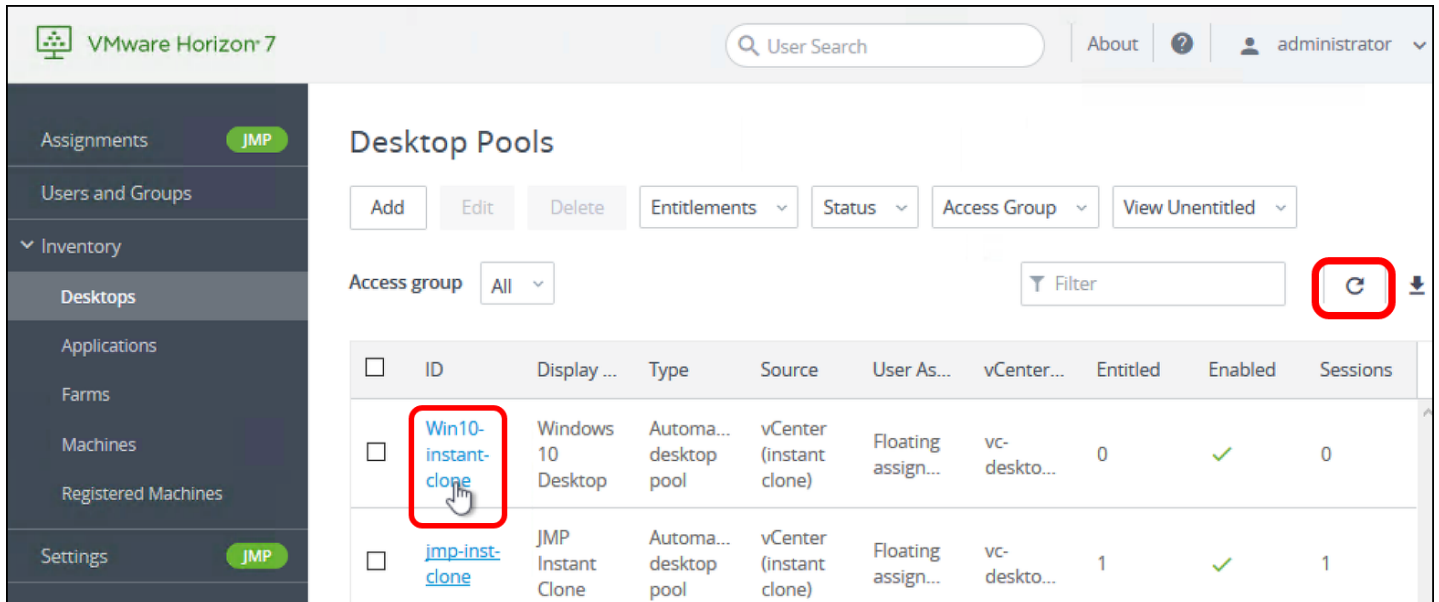 VMware Horizon 7
User Search
About
administrator
Assignments JMP
Users and Groups
Inventory
Desktops
Applications
Farms
Machines
Registered Machines
Settings JMP
Desktop Pools
Add Edit Delete Entitlements Status Access Group View Unentitled
Access group All Filter
ID Display ... Type Source User As... vCenter... Entitled Enabled Sessions
Win10-
instant-
clone
Windows
10
Desktop
Automa...
desktop
pool
vCenter
(instant
clone)
Floating
assign...
vc-
deskto...
0
0
jmp-inst-
clone
JMP
Instant
Clone
Automa...
desktop
pool
vCenter
(instant
clone)
Floating
assign...
vc-
deskto...
1
1